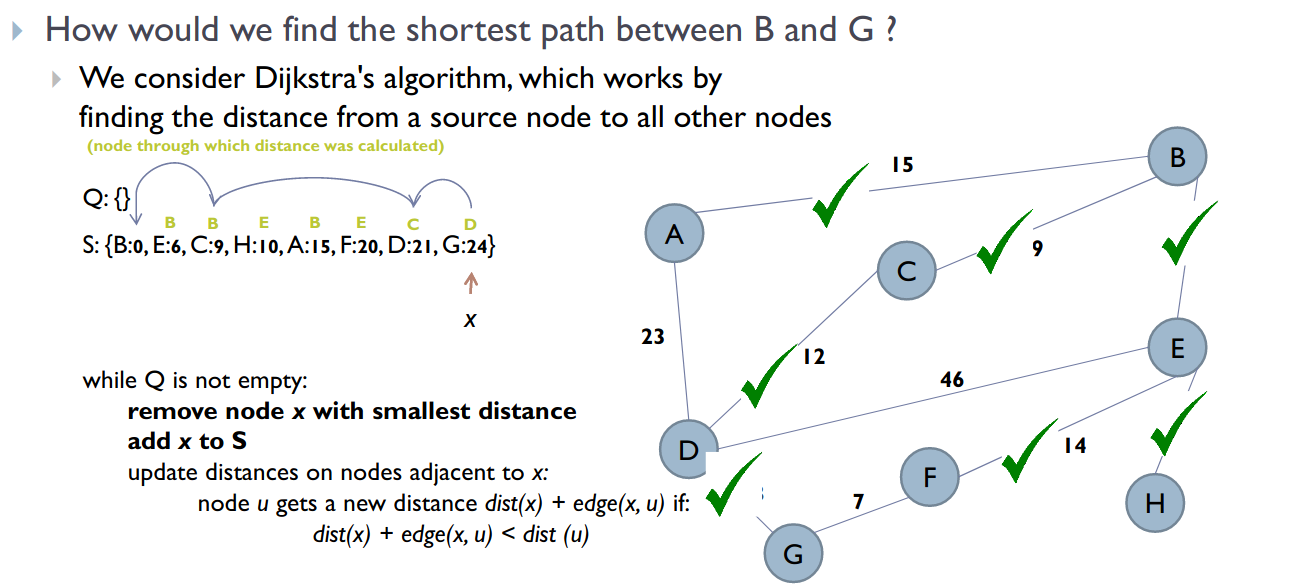 How would we find the shortest path between B and G ?
We consider Dijkstra's algorithm, which works by
finding the distance from a source node to all other nodes
(node through which distance was calculated)
Q: {}
B B E B E C D
S: {B:0, E:6, C:9, H:10, A:15, F:20, D:21, G:24}
x
while Q is not empty:
remove node x with smallest distance
add x to S
update distances on nodes adjacent to x:
node u gets a new distance dist(x) + edge(x, u) if:
dist(x) + edge(x, u) < dist (u)
B
15
A
C
9
23
12
E
46
D
14
F
7
H
G